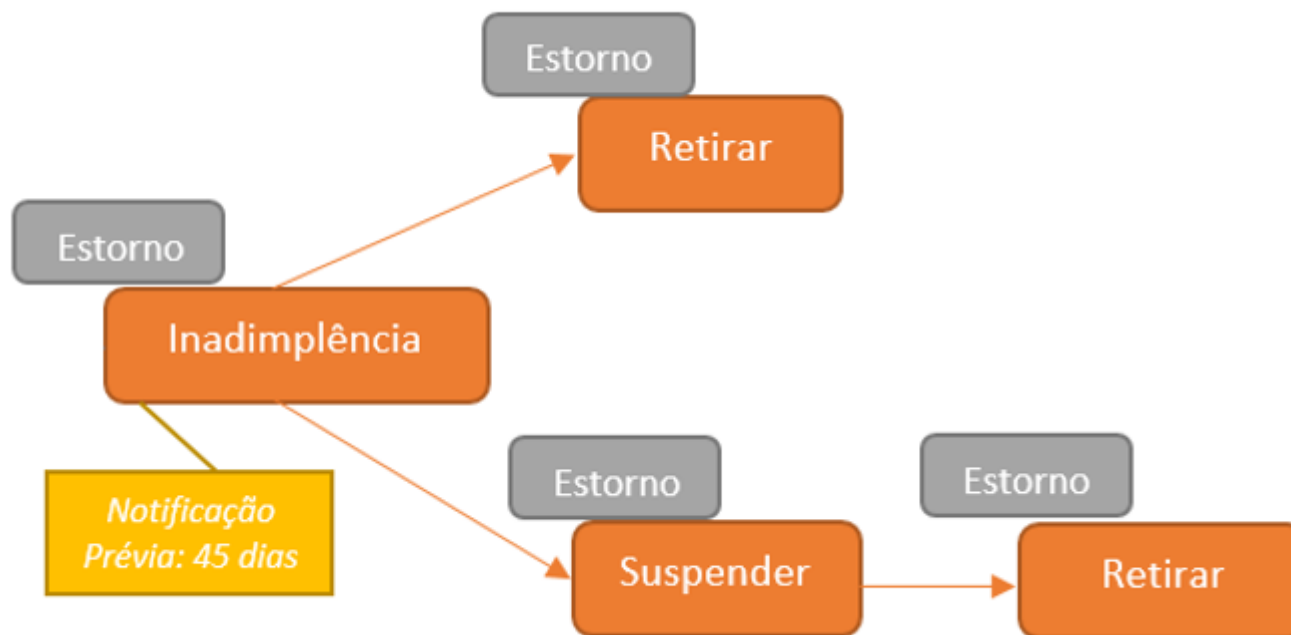 Estorno
Retirar
Estorno
Inadimplência
Notificação
Prévia: 45 dias
Estorno
Suspender
Estorno
Retirar